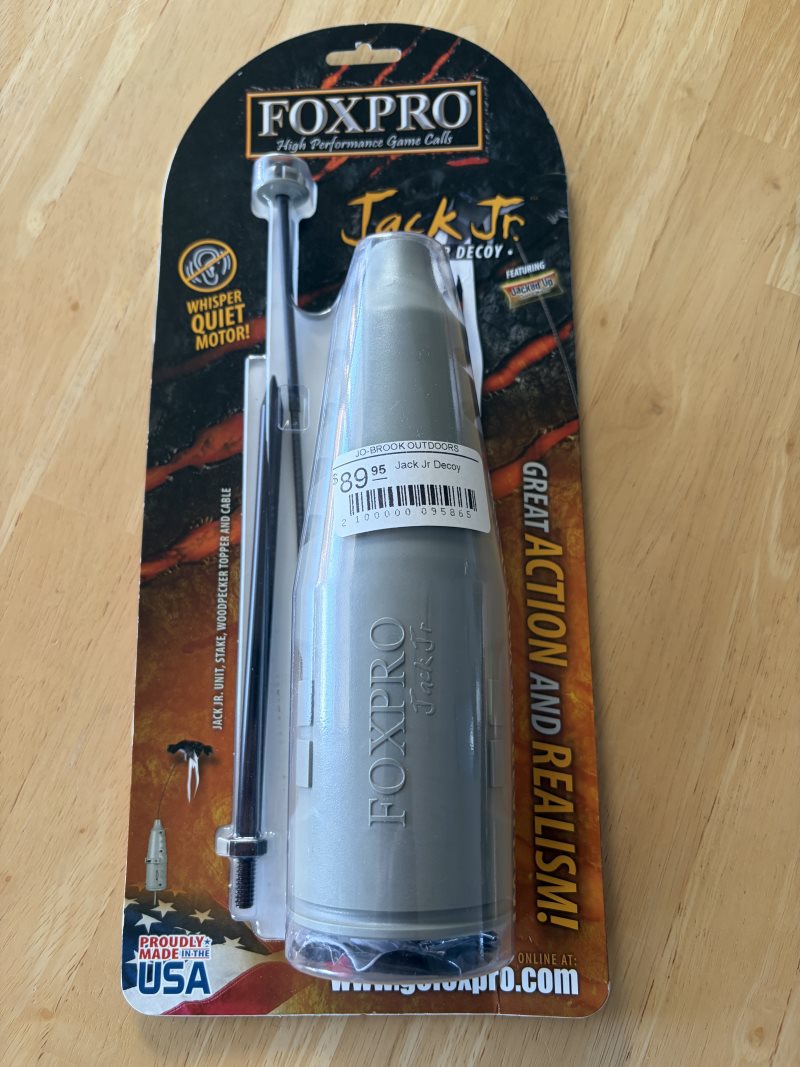 FOXPRO®
High Performance Game Calls
Jack Jr.
DECOY •
FEATURING
Jacked Up
WHISPER
QUIET
MOTOR!
JO-BROOK OUTDOORS
$89.95 Jack Jr Decoy
2 100000 095865
JACK JR. UNIT, STAKE, WOODPECKER TOPPER AND CABLE
GREAT ACTION AND REALISM!
FOXPRO
Jack Jr.
PROUDLY
MADE IN THE
USA
ONLINE AT:
www.gofoxpro.com